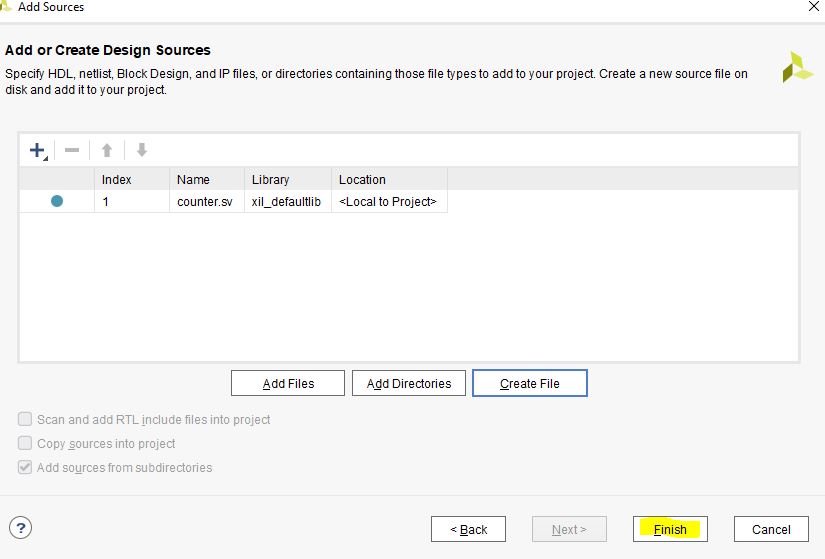 Add Sources
Add or Create Design Sources
Specify HDL, netlist, Block Design, and IP files, or directories containing those file types to add to your project. Create a new source file on
disk and add it to your project.
Index Name Library Location
1 counter.sv xil_defaultlib <Local to Project>
Add Files Add Directories Create File
Scan and add RTL include files into project
Copy sources into project
Add sources from subdirectories
? < Back Next > Finish Cancel